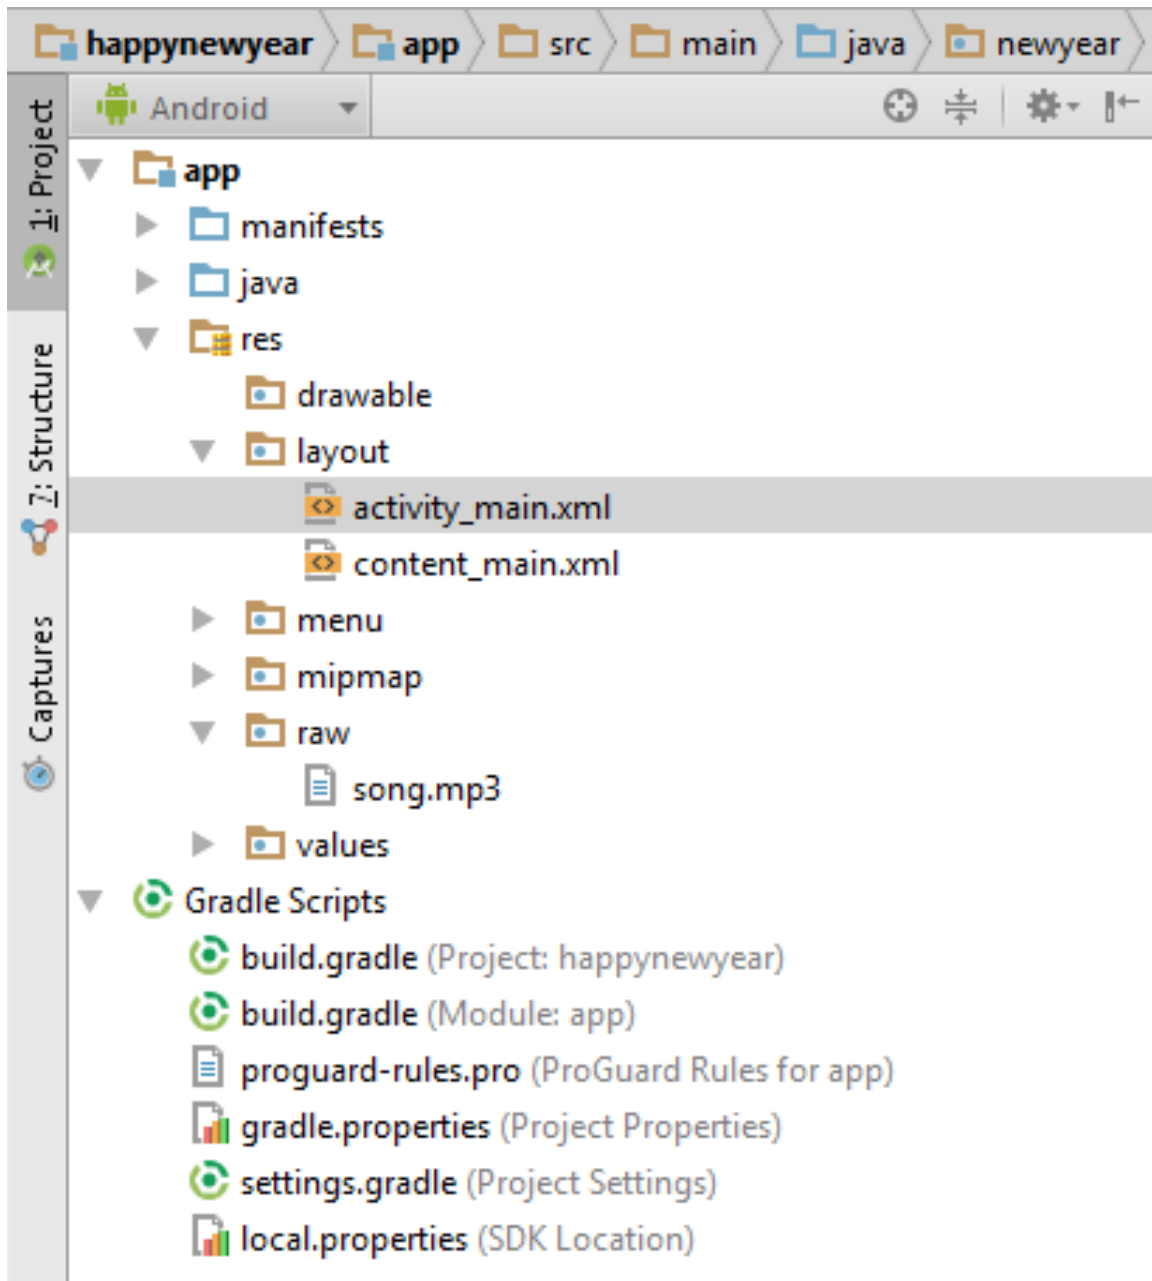 happynewyear app src main java newyear
Android
1: Project
7: Structure
Captures
app
manifests
java
res
drawable
layout
activity_main.xml
content_main.xml
menu
mipmap
raw
song.mp3
values
Gradle Scripts
build.gradle (Project: happynewyear)
build.gradle (Module: app)
proguard-rules.pro (ProGuard Rules for app)
gradle.properties (Project Properties)
settings.gradle (Project Settings)
local.properties (SDK Location)